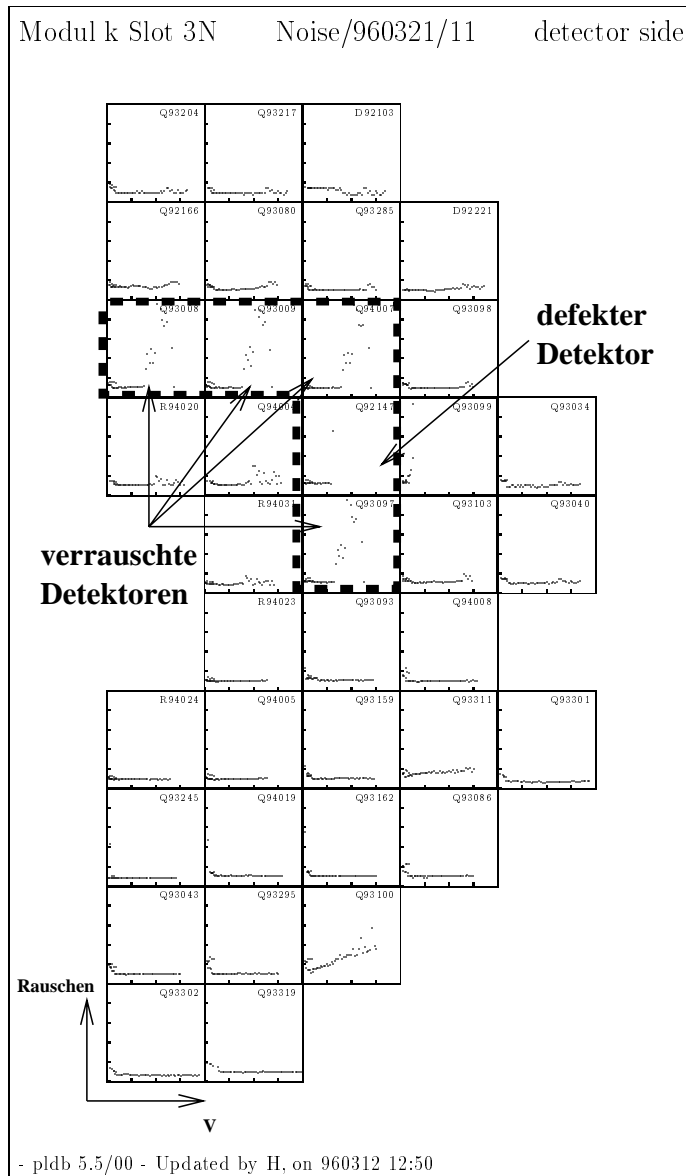 Modul k Slot 3N Noise/960321/11 detector side
Q93204 Q93217 D92103
Q92166 Q93080 Q93285 D92221
Q93008 Q93009 Q94007 Q93098
defekter
Detektor
R94020 Q94004 Q92147 Q93099 Q93034
R94031 Q93097 Q93103 Q93040
verrauschte
Detektoren
R94023 Q93093 Q94008
R94024 Q94005 Q93159 Q93311 Q93301
Q93245 Q94019 Q93162 Q93086
Q93043 Q93295 Q93100
Rauschen
Q93302 Q93319
V
- pldb 5.5/00 - Updated by H, on 960312 12:50